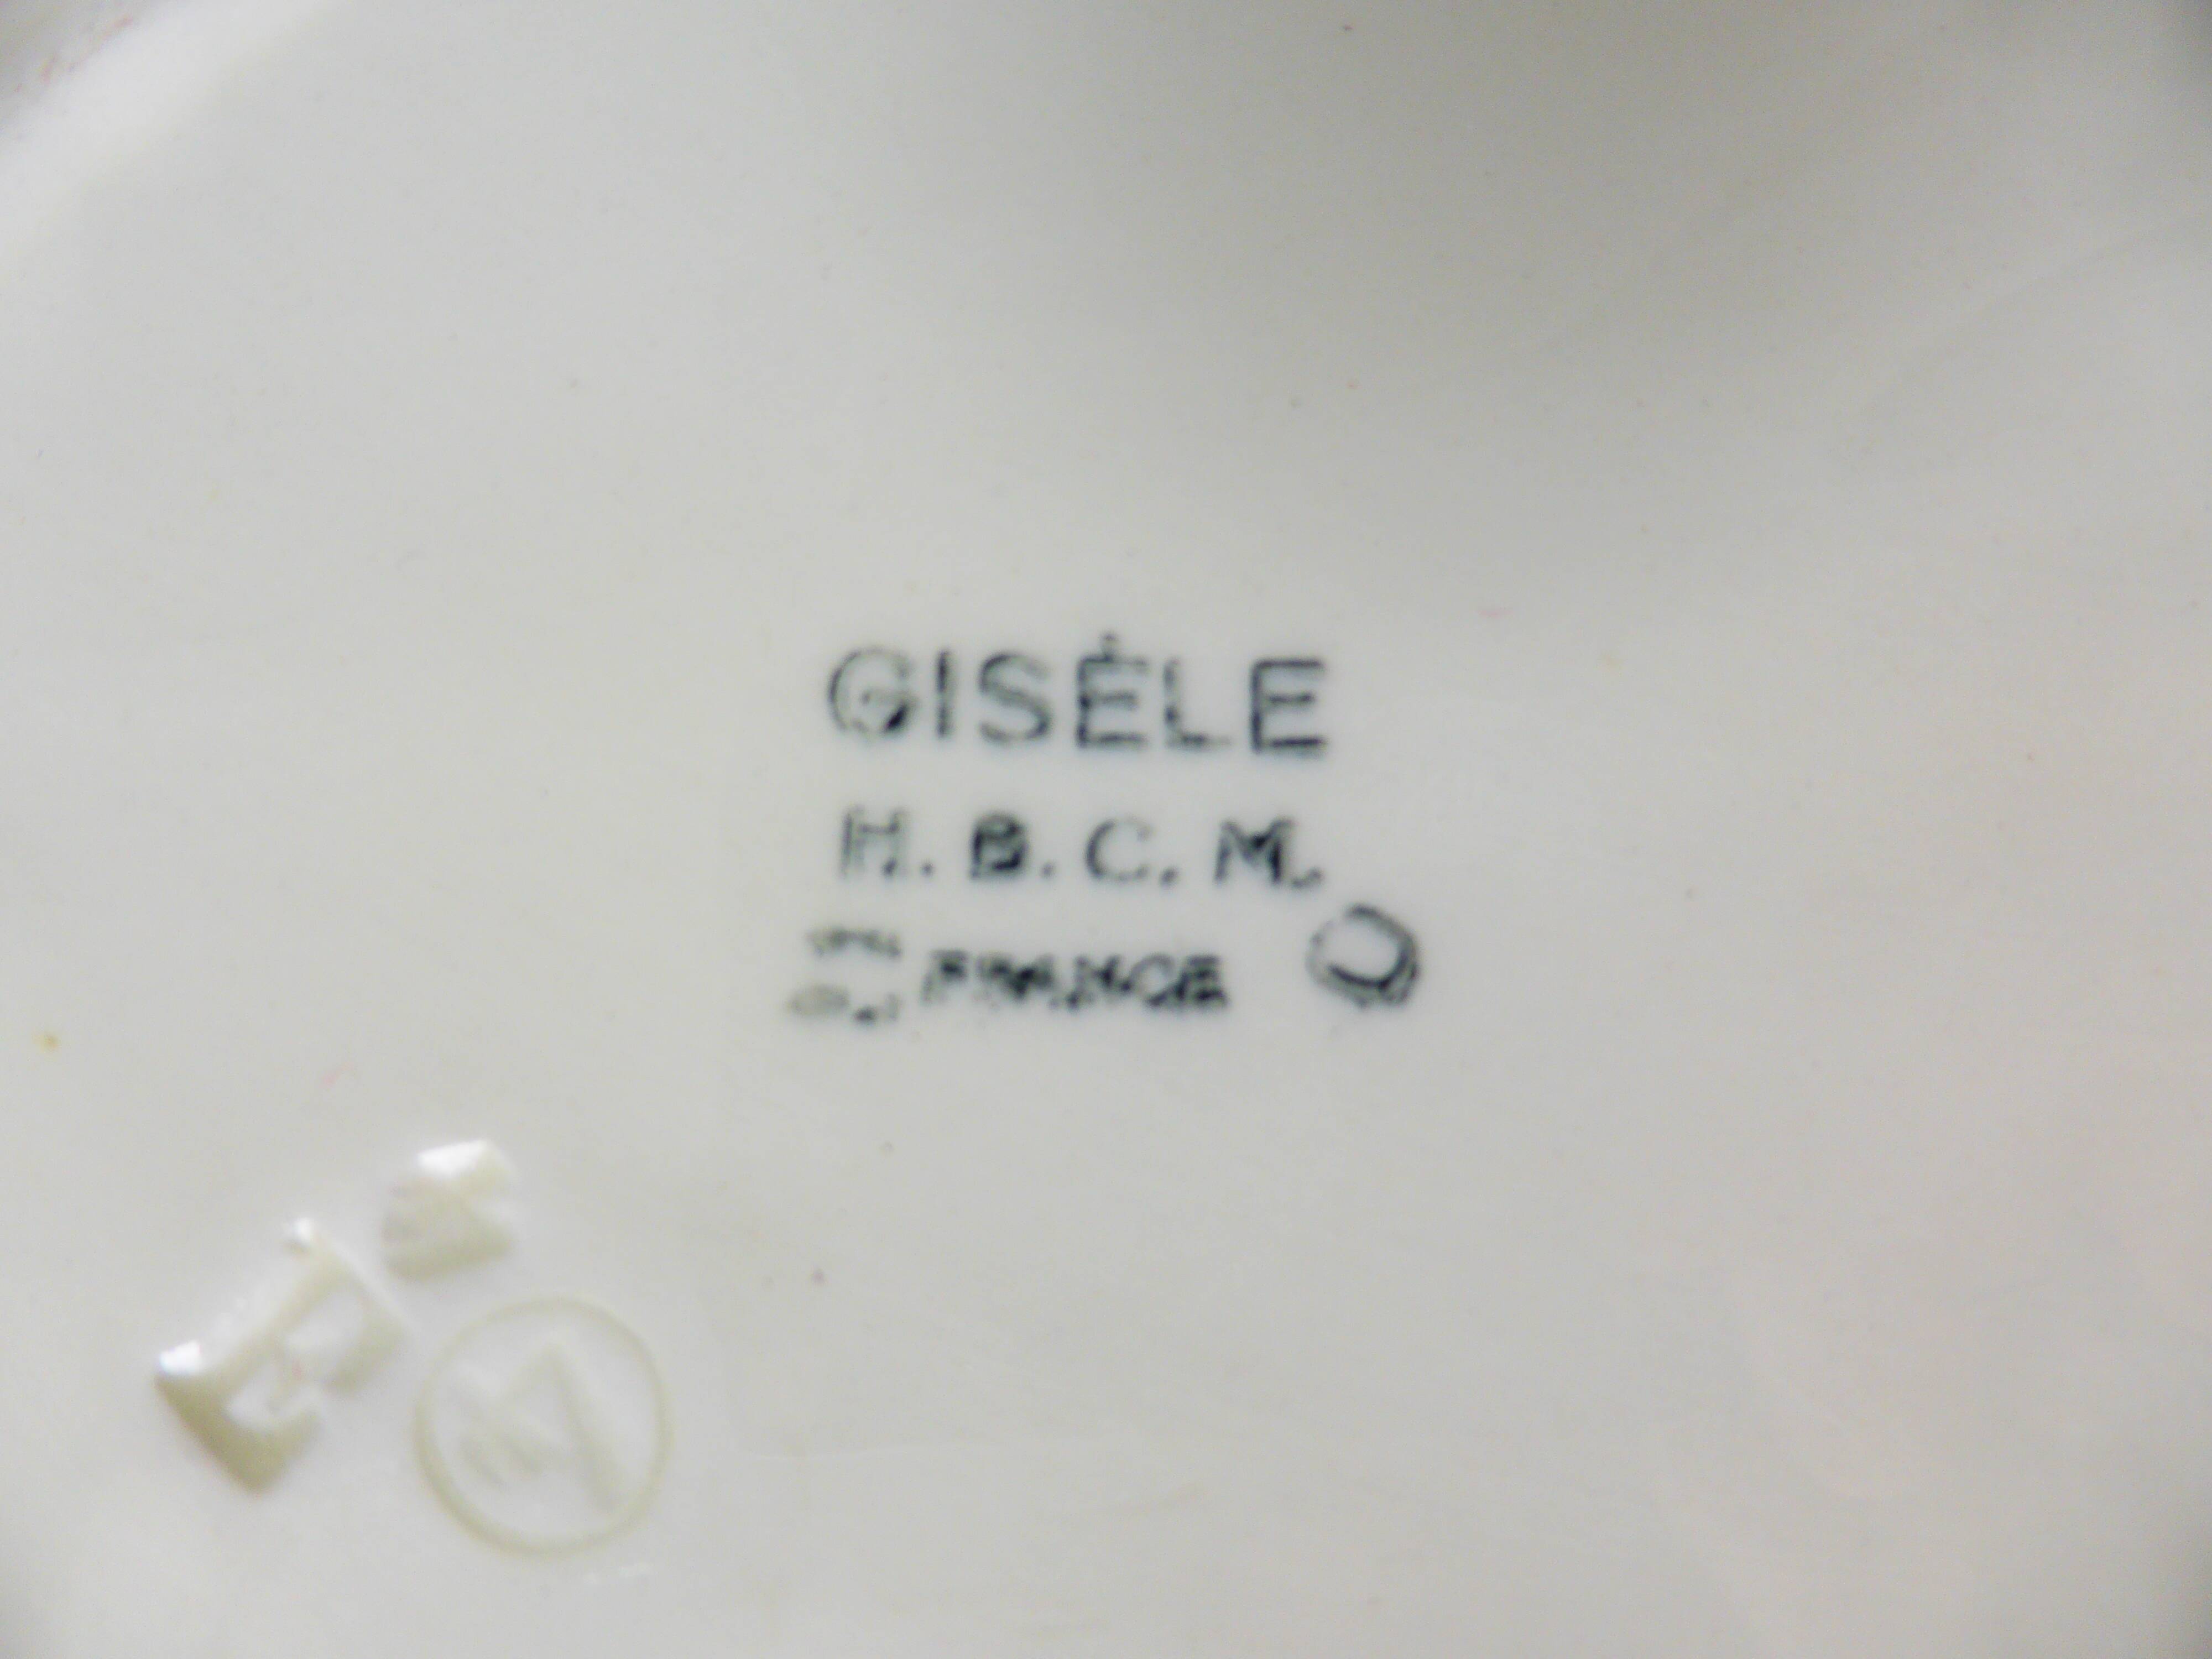 GISÈLE
H. B. C. M.
FRANCE